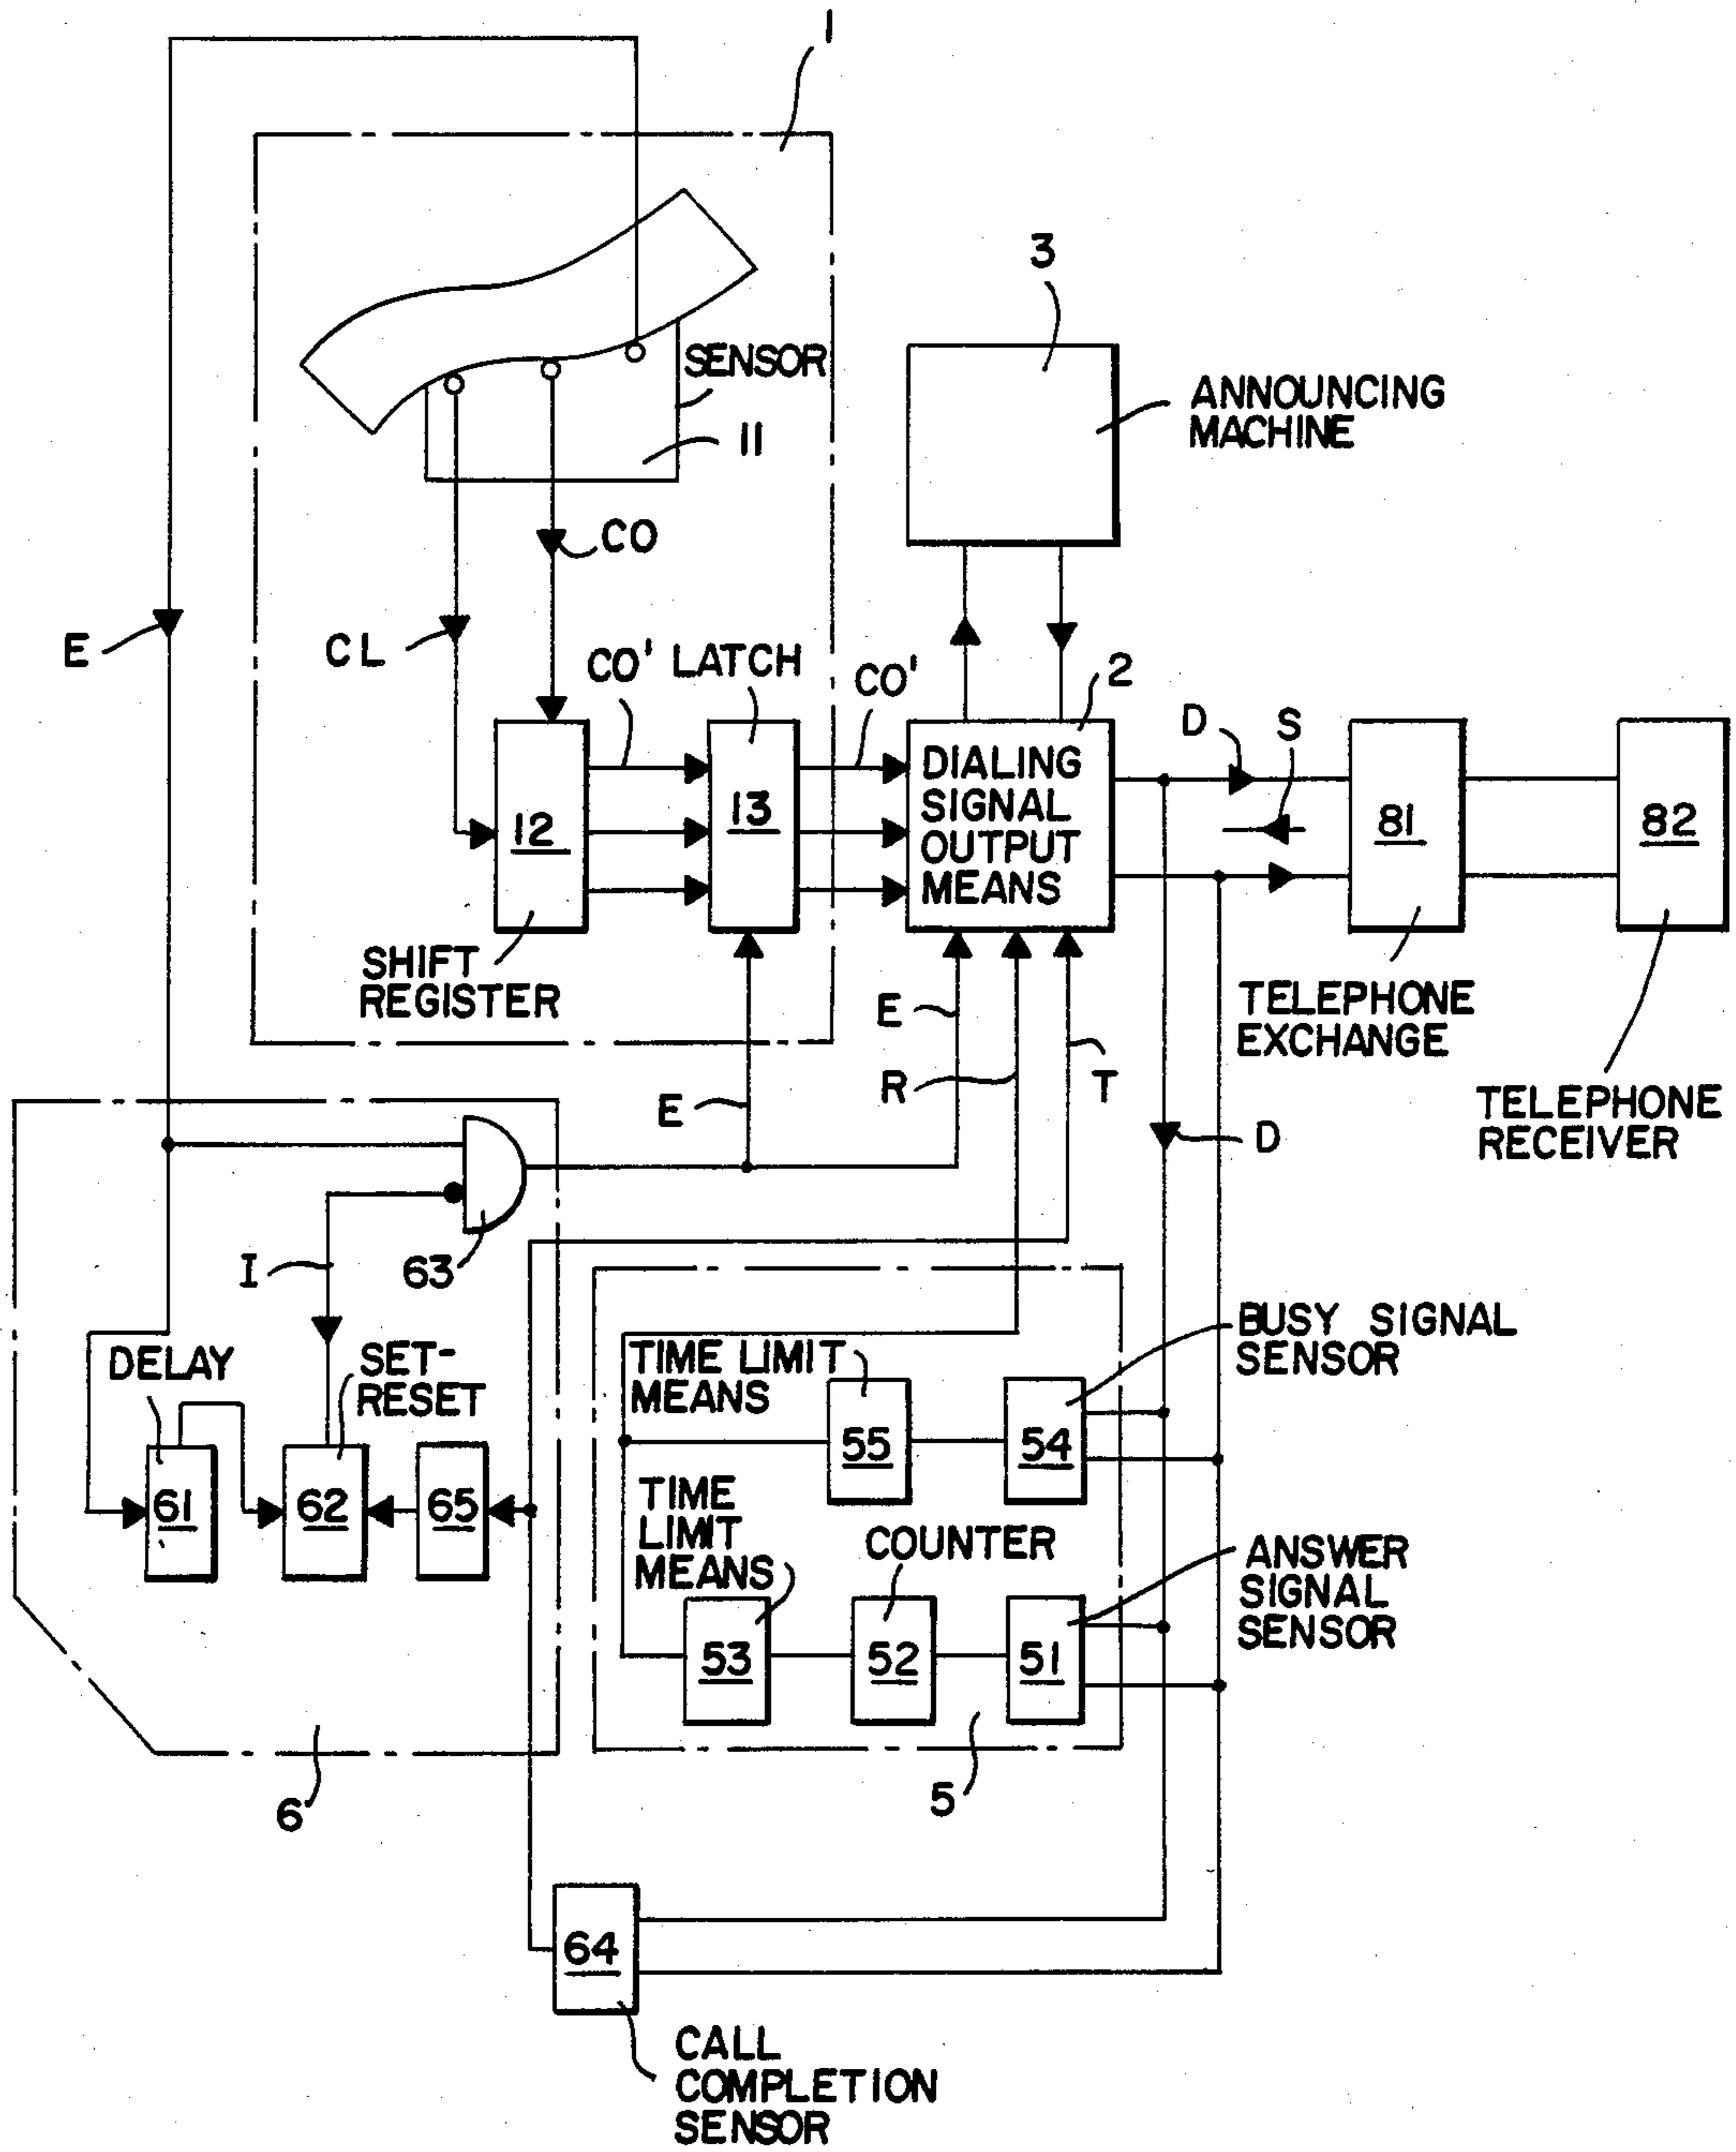 1
3
SENSOR
11
ANNOUNCING
MACHINE
CO
E
CL
CO'
LATCH
CO'
2
D
S
DIALING
SIGNAL
OUTPUT
MEANS
12
13
81
82
SHIFT
REGISTER
E
R
T
E
TELEPHONE
EXCHANGE
TELEPHONE
RECEIVER
D
63
I
BUSY SIGNAL
SENSOR
DELAY
SET-
RESET
TIME LIMIT
MEANS
55
54
61
62
65
TIME
LIMIT
MEANS
COUNTER
ANSWER
SIGNAL
SENSOR
53
52
51
5
6
64
CALL
COMPLETION
SENSOR